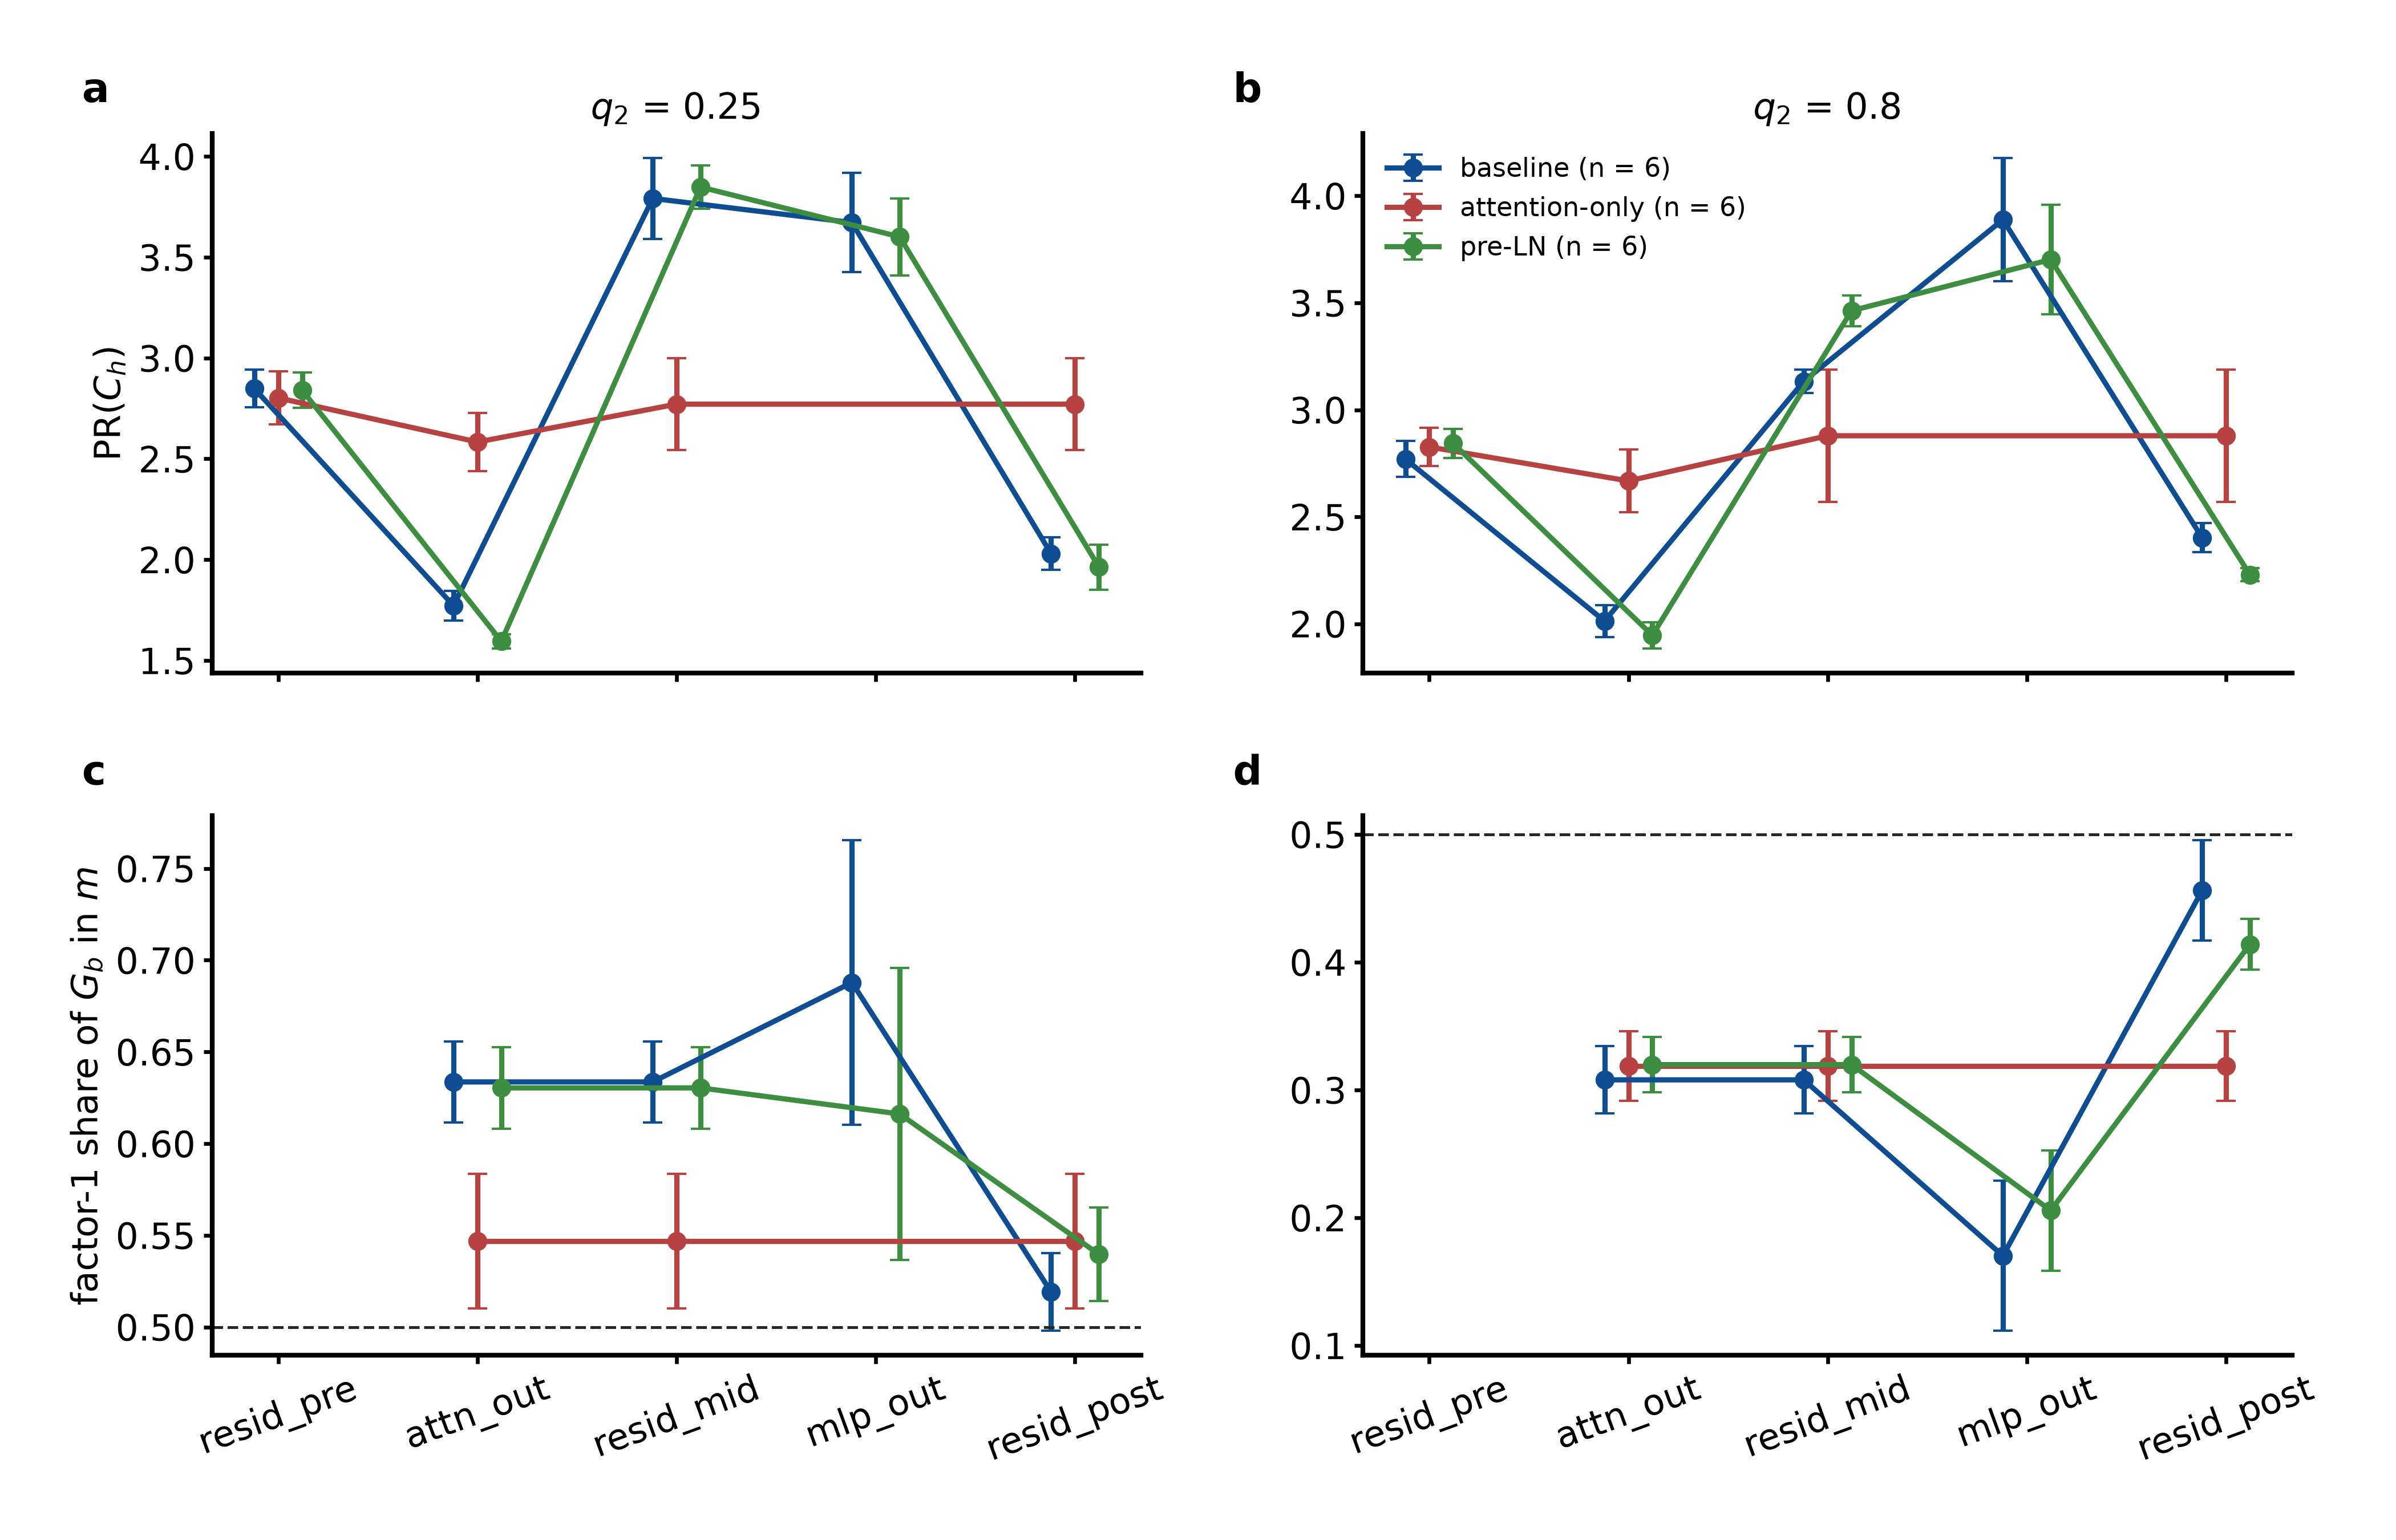 a
q2 = 0.25
4.0
3.5
3.0
2.5
2.0
1.5
PR(Ch)
b
q2 = 0.8
baseline (n = 6)
attention-only (n = 6)
pre-LN (n = 6)
4.0
3.5
3.0
2.5
2.0
c
0.75
0.70
0.65
0.60
0.55
0.50
factor-1 share of Gb in m
resid_pre
attn_out
resid_mid
mlp_out
resid_post
d
0.5
0.4
0.3
0.2
0.1
resid_pre
attn_out
resid_mid
mlp_out
resid_post